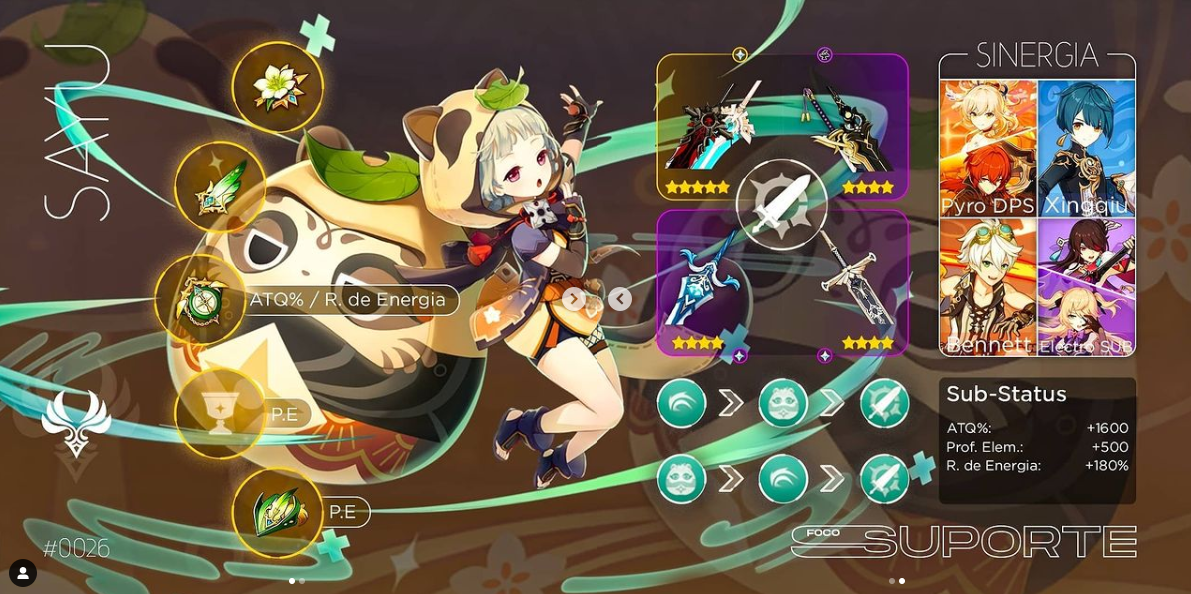 SAYU
ATQ% / R. de Energia
P.E
P.E
#0026
SINERGIA
Pyro DPS
Xingqiu
Bennett
Electro SUB
Sub-Status
ATQ%: +1600
Prof. Elem.: +500
R. de Energia: +180%
FOCO
SUPORTE